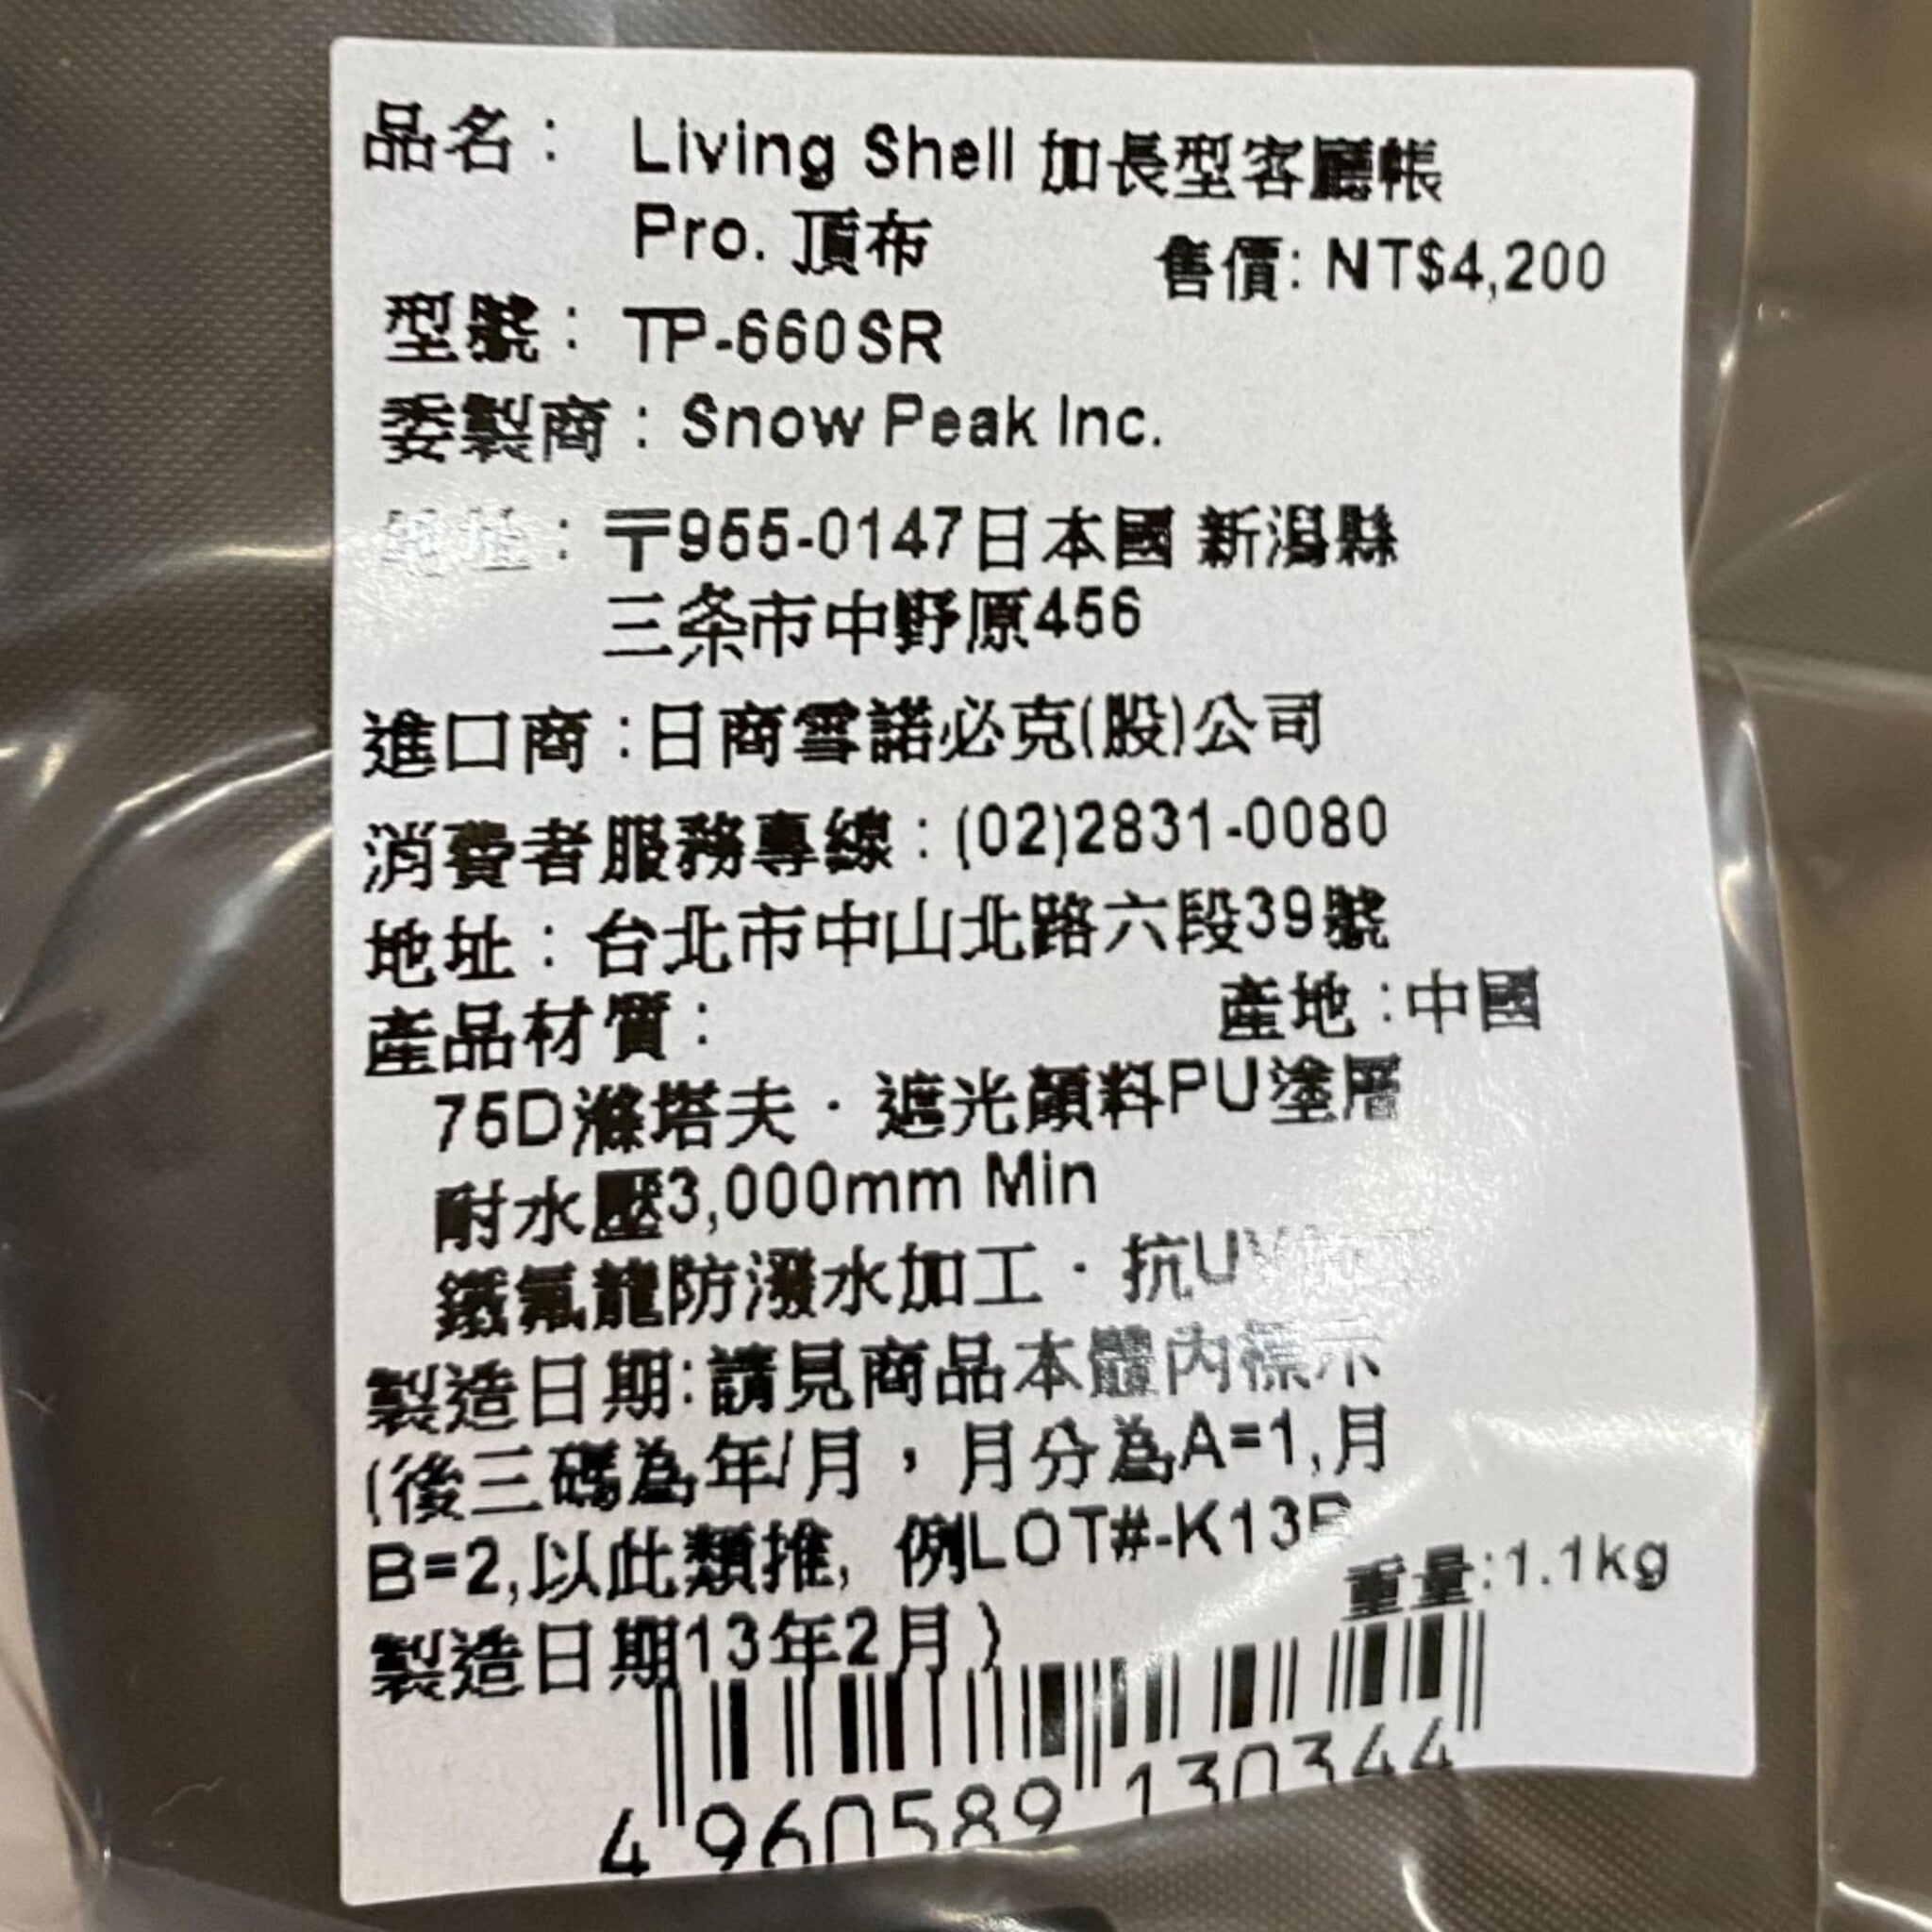 品名： Living Shell 加長型客廳帳
Pro. 頂布
售價: NT$4,200
型號： TP-660SR
委製商：Snow Peak Inc.
地址：〒955-0147日本國 新潟縣
三条市中野原456
進口商：日商雪諾必克(股)公司
消費者服務專線：(02)2831-0080
地址：台北市中山北路六段39號
產品材質：
產地：中國
75D滌塔夫．遮光顏料PU塗層
耐水壓3,000mm Min
鐵氟龍防潑水加工．抗UV加工
製造日期:請見商品本體內標示
(後三碼為年/月，月分為A=1,月
B=2,以此類推, 例LOT#-K13B
重量:1.1kg
製造日期13年2月)
4 960589 130344